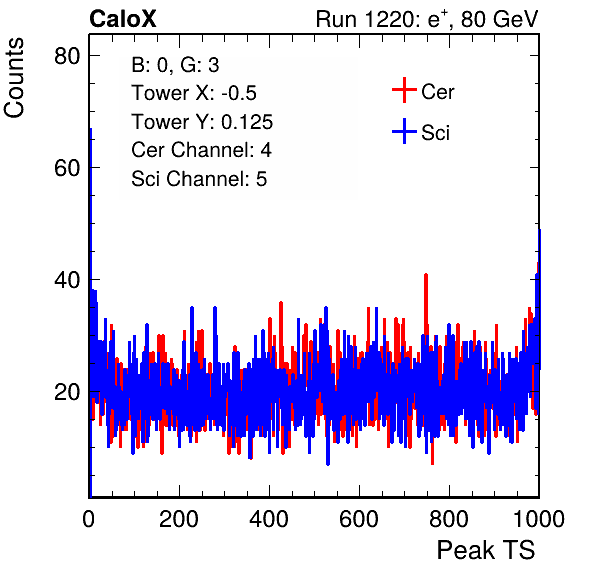 CaloX
Run 1220: e+, 80 GeV
Counts
80
60
40
20
B: 0, G: 3
Tower X: -0.5
Tower Y: 0.125
Cer Channel: 4
Sci Channel: 5
Cer
Sci
0
200
400
600
800
1000
Peak TS